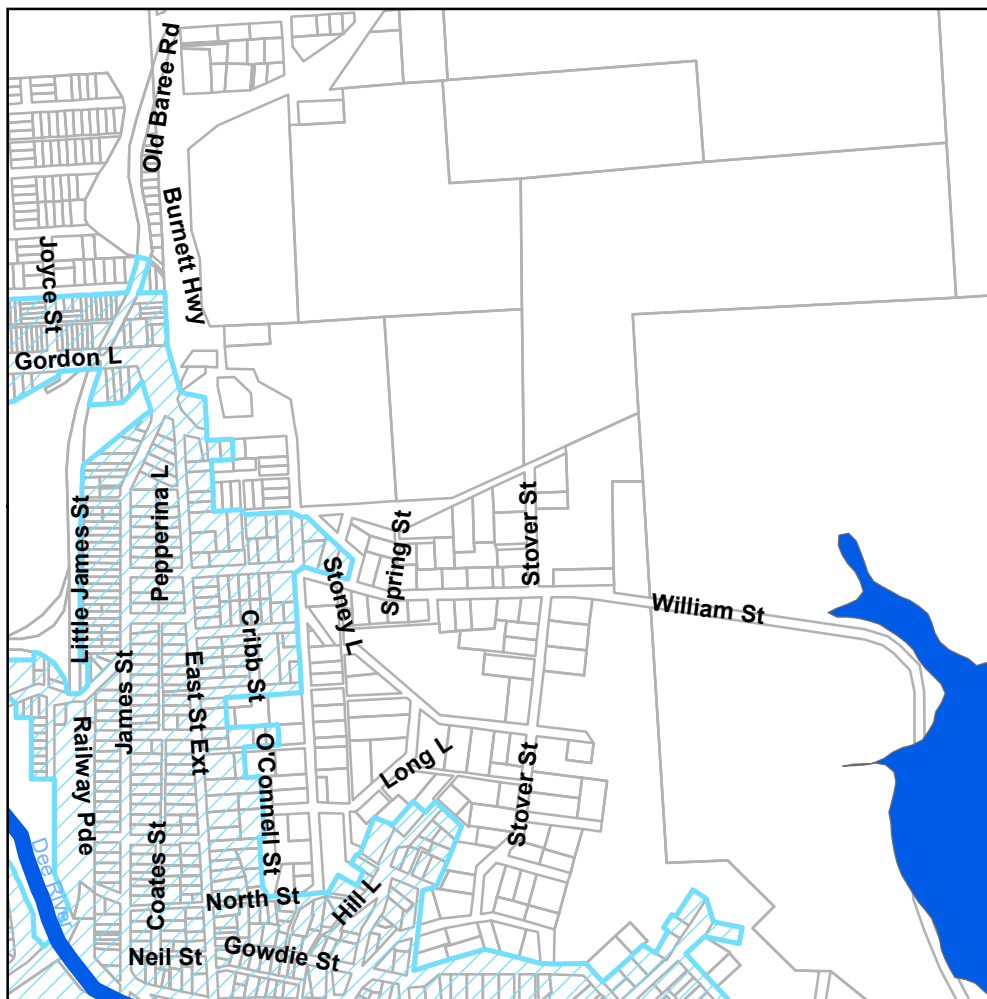 Old Baree Rd
Burnett Hwy
Joyce St
Gordon L
Pepperina L
Little James St
Spring St
Stover St
Stoney L
William St
Cribb St
James St
East St Ext
Railway Pde
O'Connell St
Long L
Stover St
Coates St
Dee River
North St
Hill L
Neil St
Gowdie St